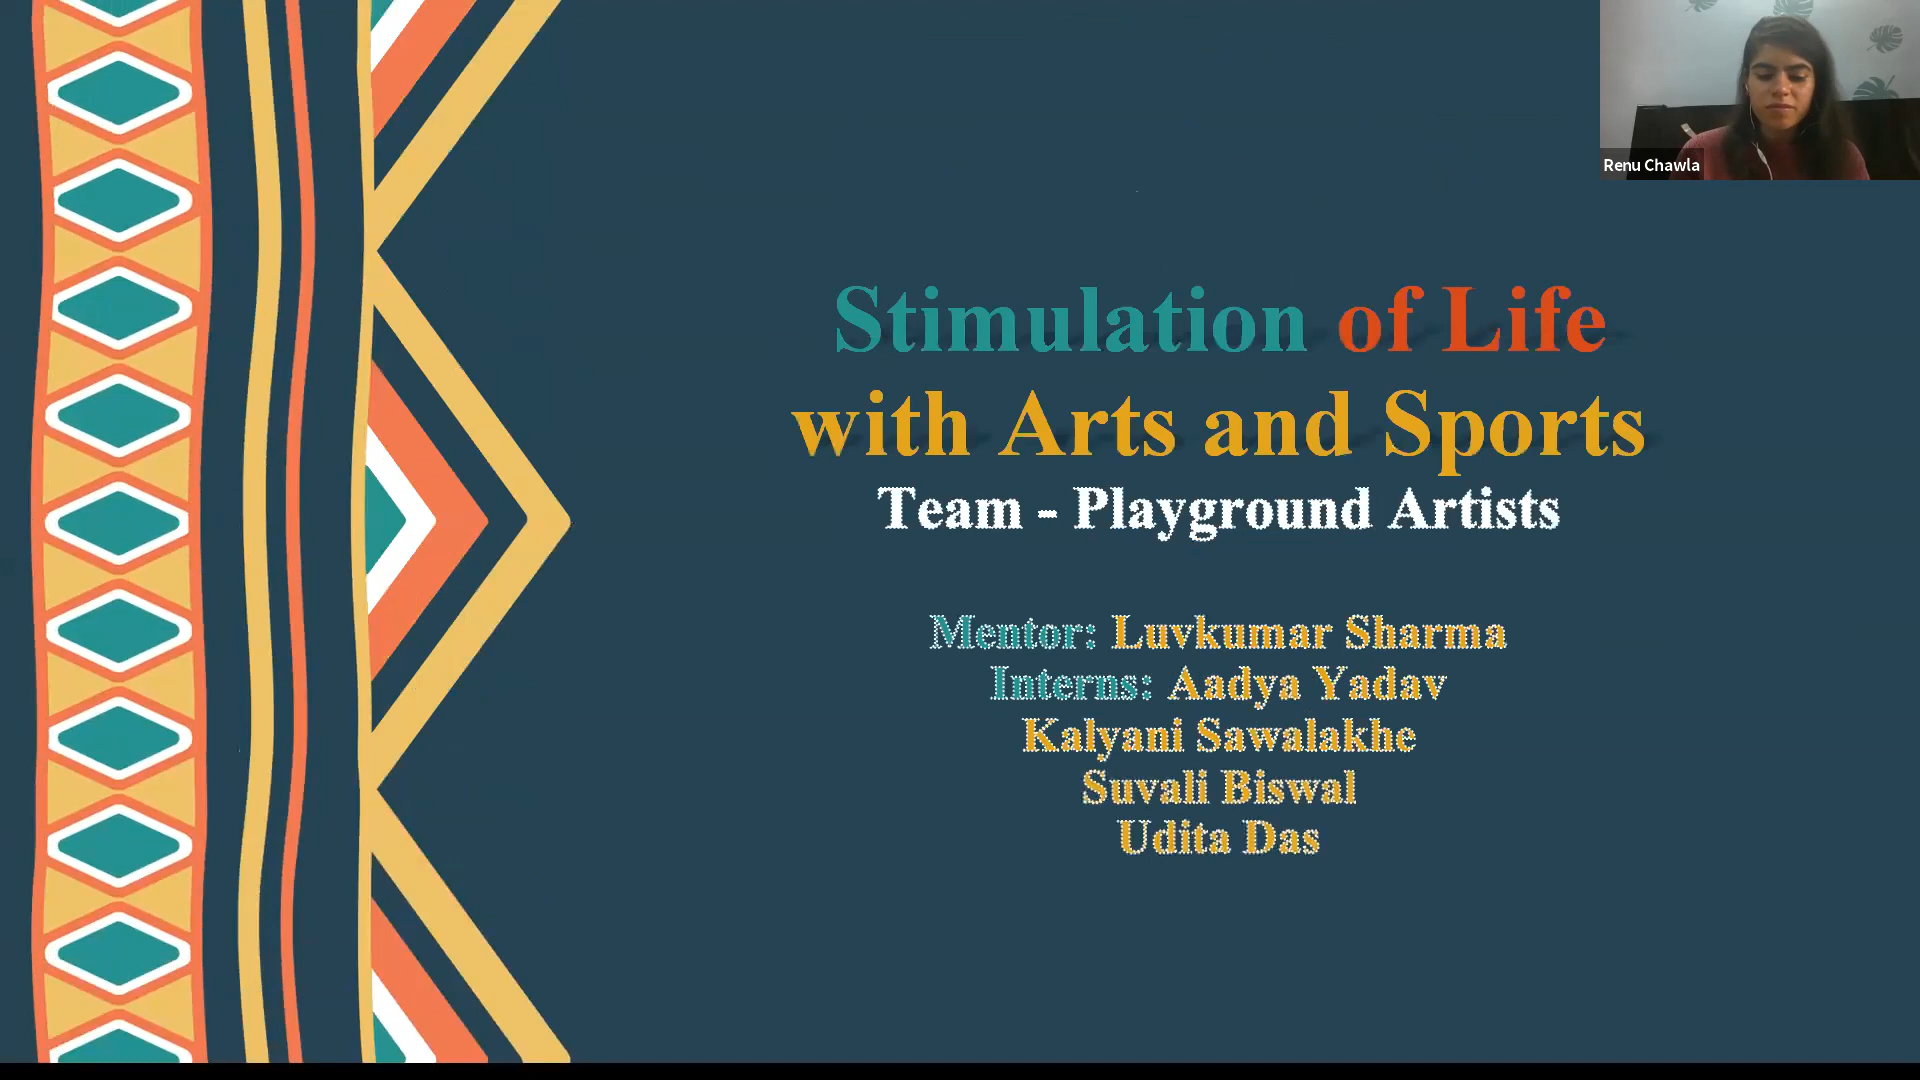 Renu Chawla
Stimulation of Life
with Arts and Sports
Team - Playground Artists
Mentor: Luvkumar Sharma
Interns: Aadya Yadav
Kalyani Sawalakhe
Suvali Biswal
Udita Das